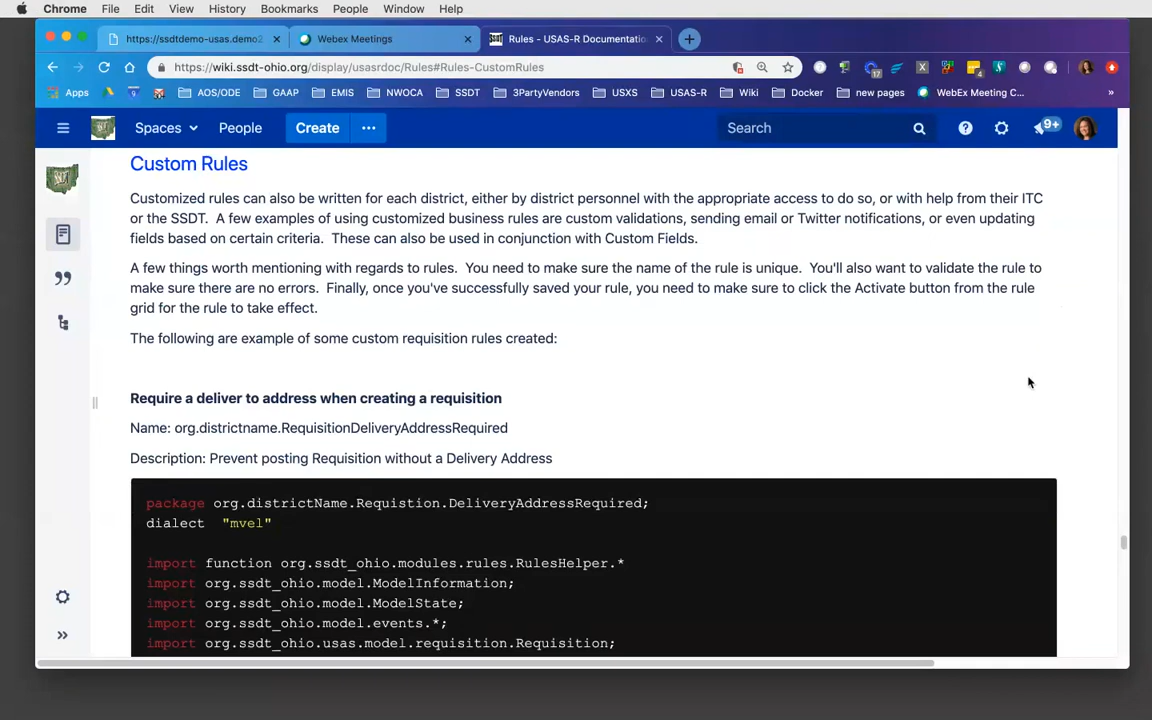 Chrome File Edit View History Bookmarks People Window Help
https://ssdtdemo-usas.demo2 Webex Meetings Rules - USAS-R Documentatio
https://wiki.ssdt-ohio.org/display/usasrdoc/Rules#Rules-CustomRules
Apps AOS/ODE GAAP EMIS NWOCA SSDT 3PartyVendors USXS USAS-R Wiki Docker new pages WebEx Meeting C... »
Spaces People Create ••• Search 9+
Custom Rules
Customized rules can also be written for each district, either by district personnel with the appropriate access to do so, or with help from their ITC
or the SSDT. A few examples of using customized business rules are custom validations, sending email or Twitter notifications, or even updating
fields based on certain criteria. These can also be used in conjunction with Custom Fields.
A few things worth mentioning with regards to rules. You need to make sure the name of the rule is unique. You'll also want to validate the rule to
make sure there are no errors. Finally, once you've successfully saved your rule, you need to make sure to click the Activate button from the rule
grid for the rule to take effect.
The following are example of some custom requisition rules created:
Require a deliver to address when creating a requisition
Name: org.districtname.RequisitionDeliveryAddressRequired
Description: Prevent posting Requisition without a Delivery Address
package org.districtName.Requistion.DeliveryAddressRequired;
dialect "mvel"
import function org.ssdt_ohio.modules.rules.RulesHelper.*
import org.ssdt_ohio.model.ModelInformation;
import org.ssdt_ohio.model.ModelState;
import org.ssdt_ohio.model.events.*;
import org.ssdt_ohio.usas.model.requisition.Requisition;